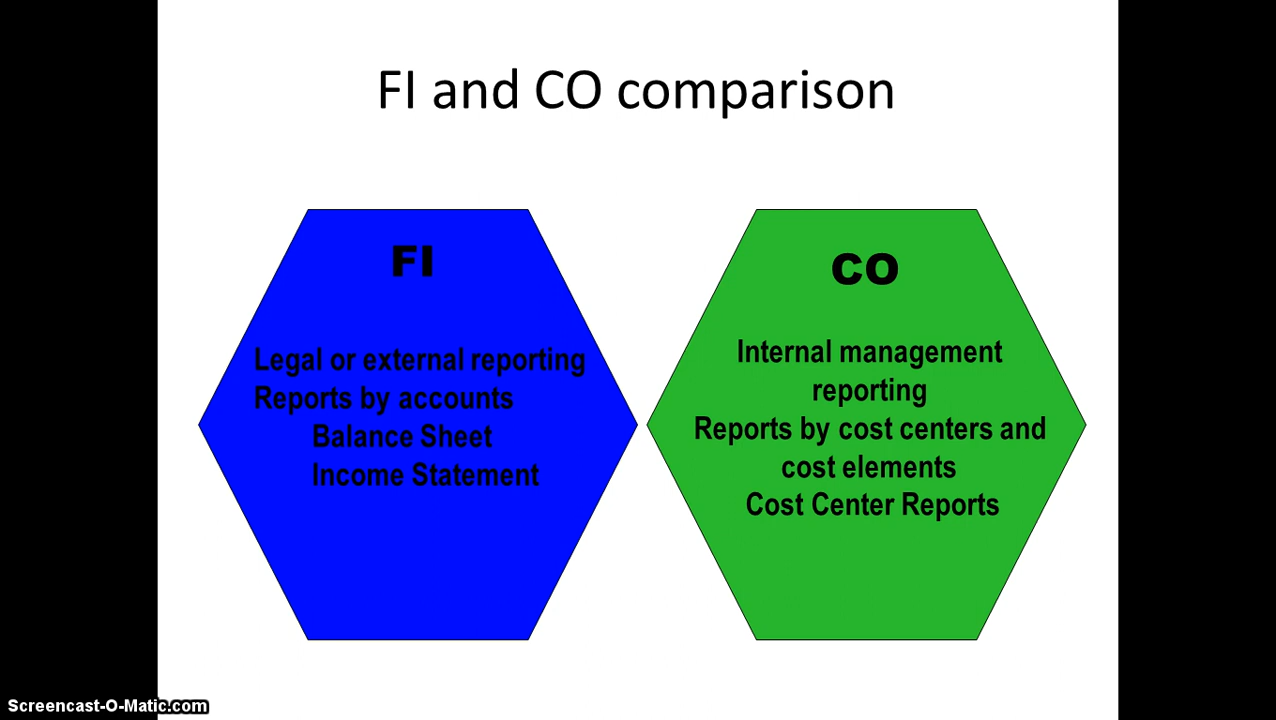 FI and CO comparison
FI
Legal or external reporting
Reports by accounts
Balance Sheet
Income Statement
CO
Internal management
reporting
Reports by cost centers and
cost elements
Cost Center Reports
Screencast-O-Matic.com